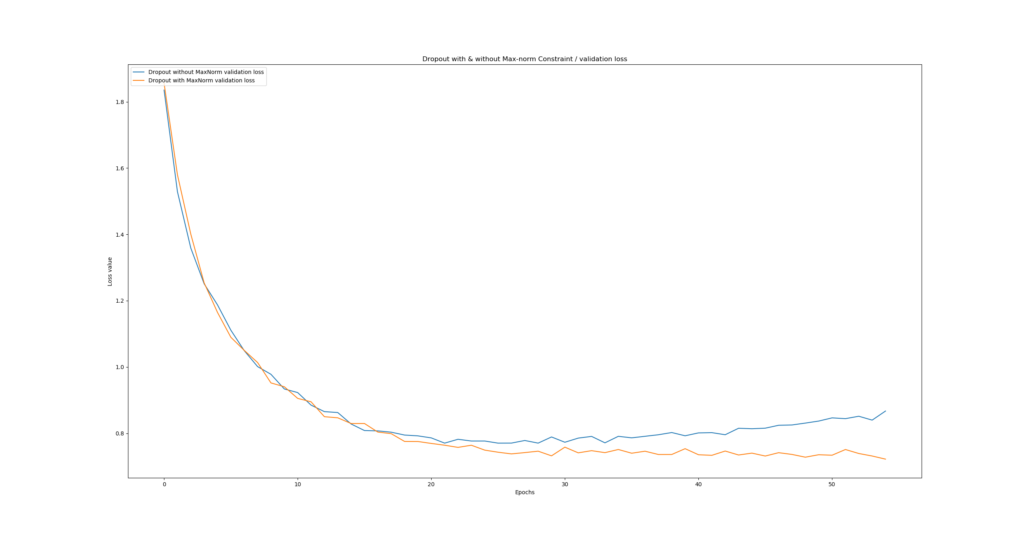 Dropout with & without Max-norm Constraint / validation loss
Dropout without MaxNorm validation loss
Dropout with MaxNorm validation loss
1.8
1.6
1.4
1.2
1.0
0.8
Loss value
0
10
20
30
40
50
Epochs